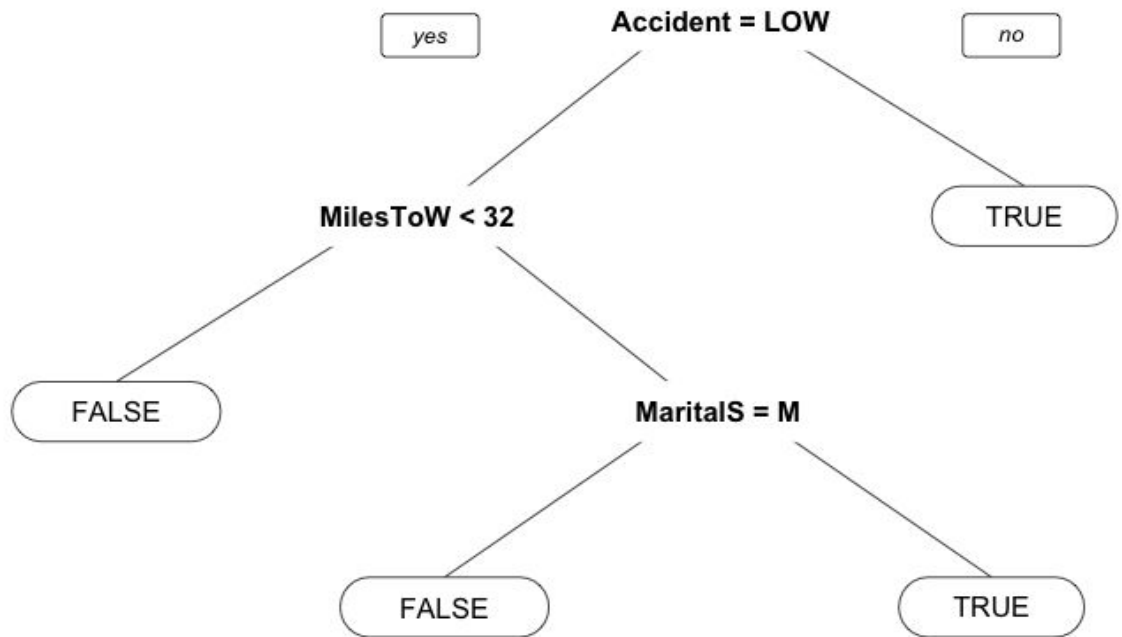 yes
Accident = LOW
no
MilesToW < 32
TRUE
FALSE
MaritalS = M
FALSE
TRUE